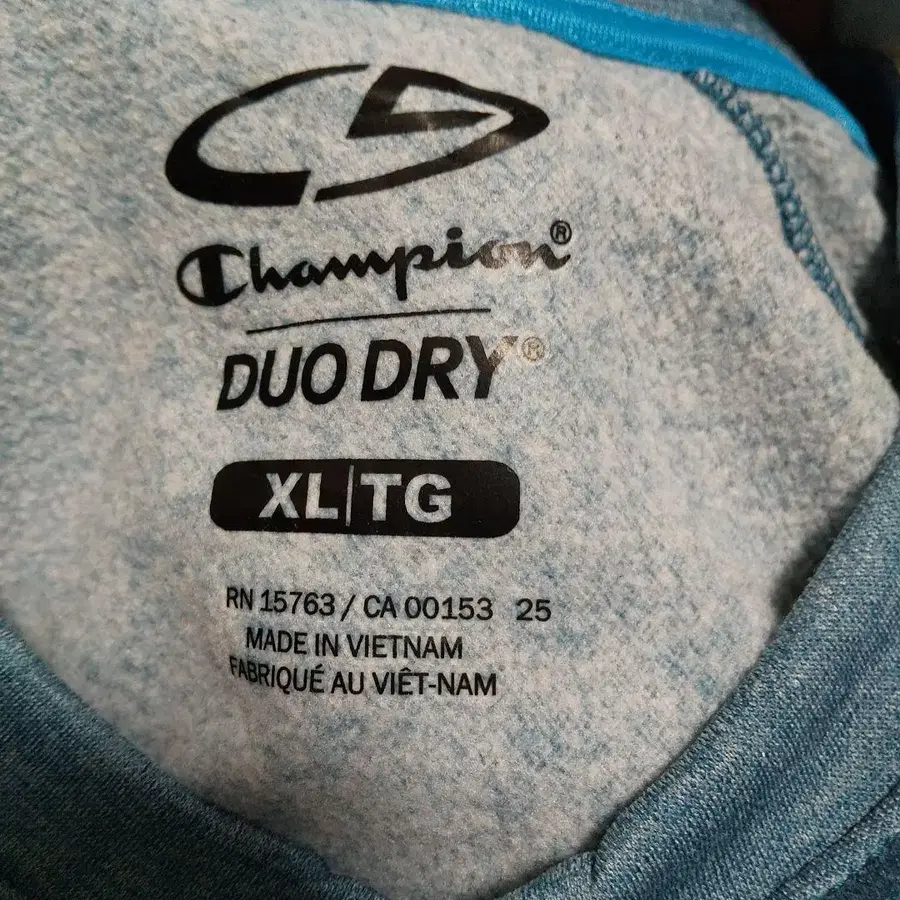 Champion®
DUO DRY®
XL|TG
RN 15763 / CA 00153 25
MADE IN VIETNAM
FABRIQUÉ AU VIÊT-NAM